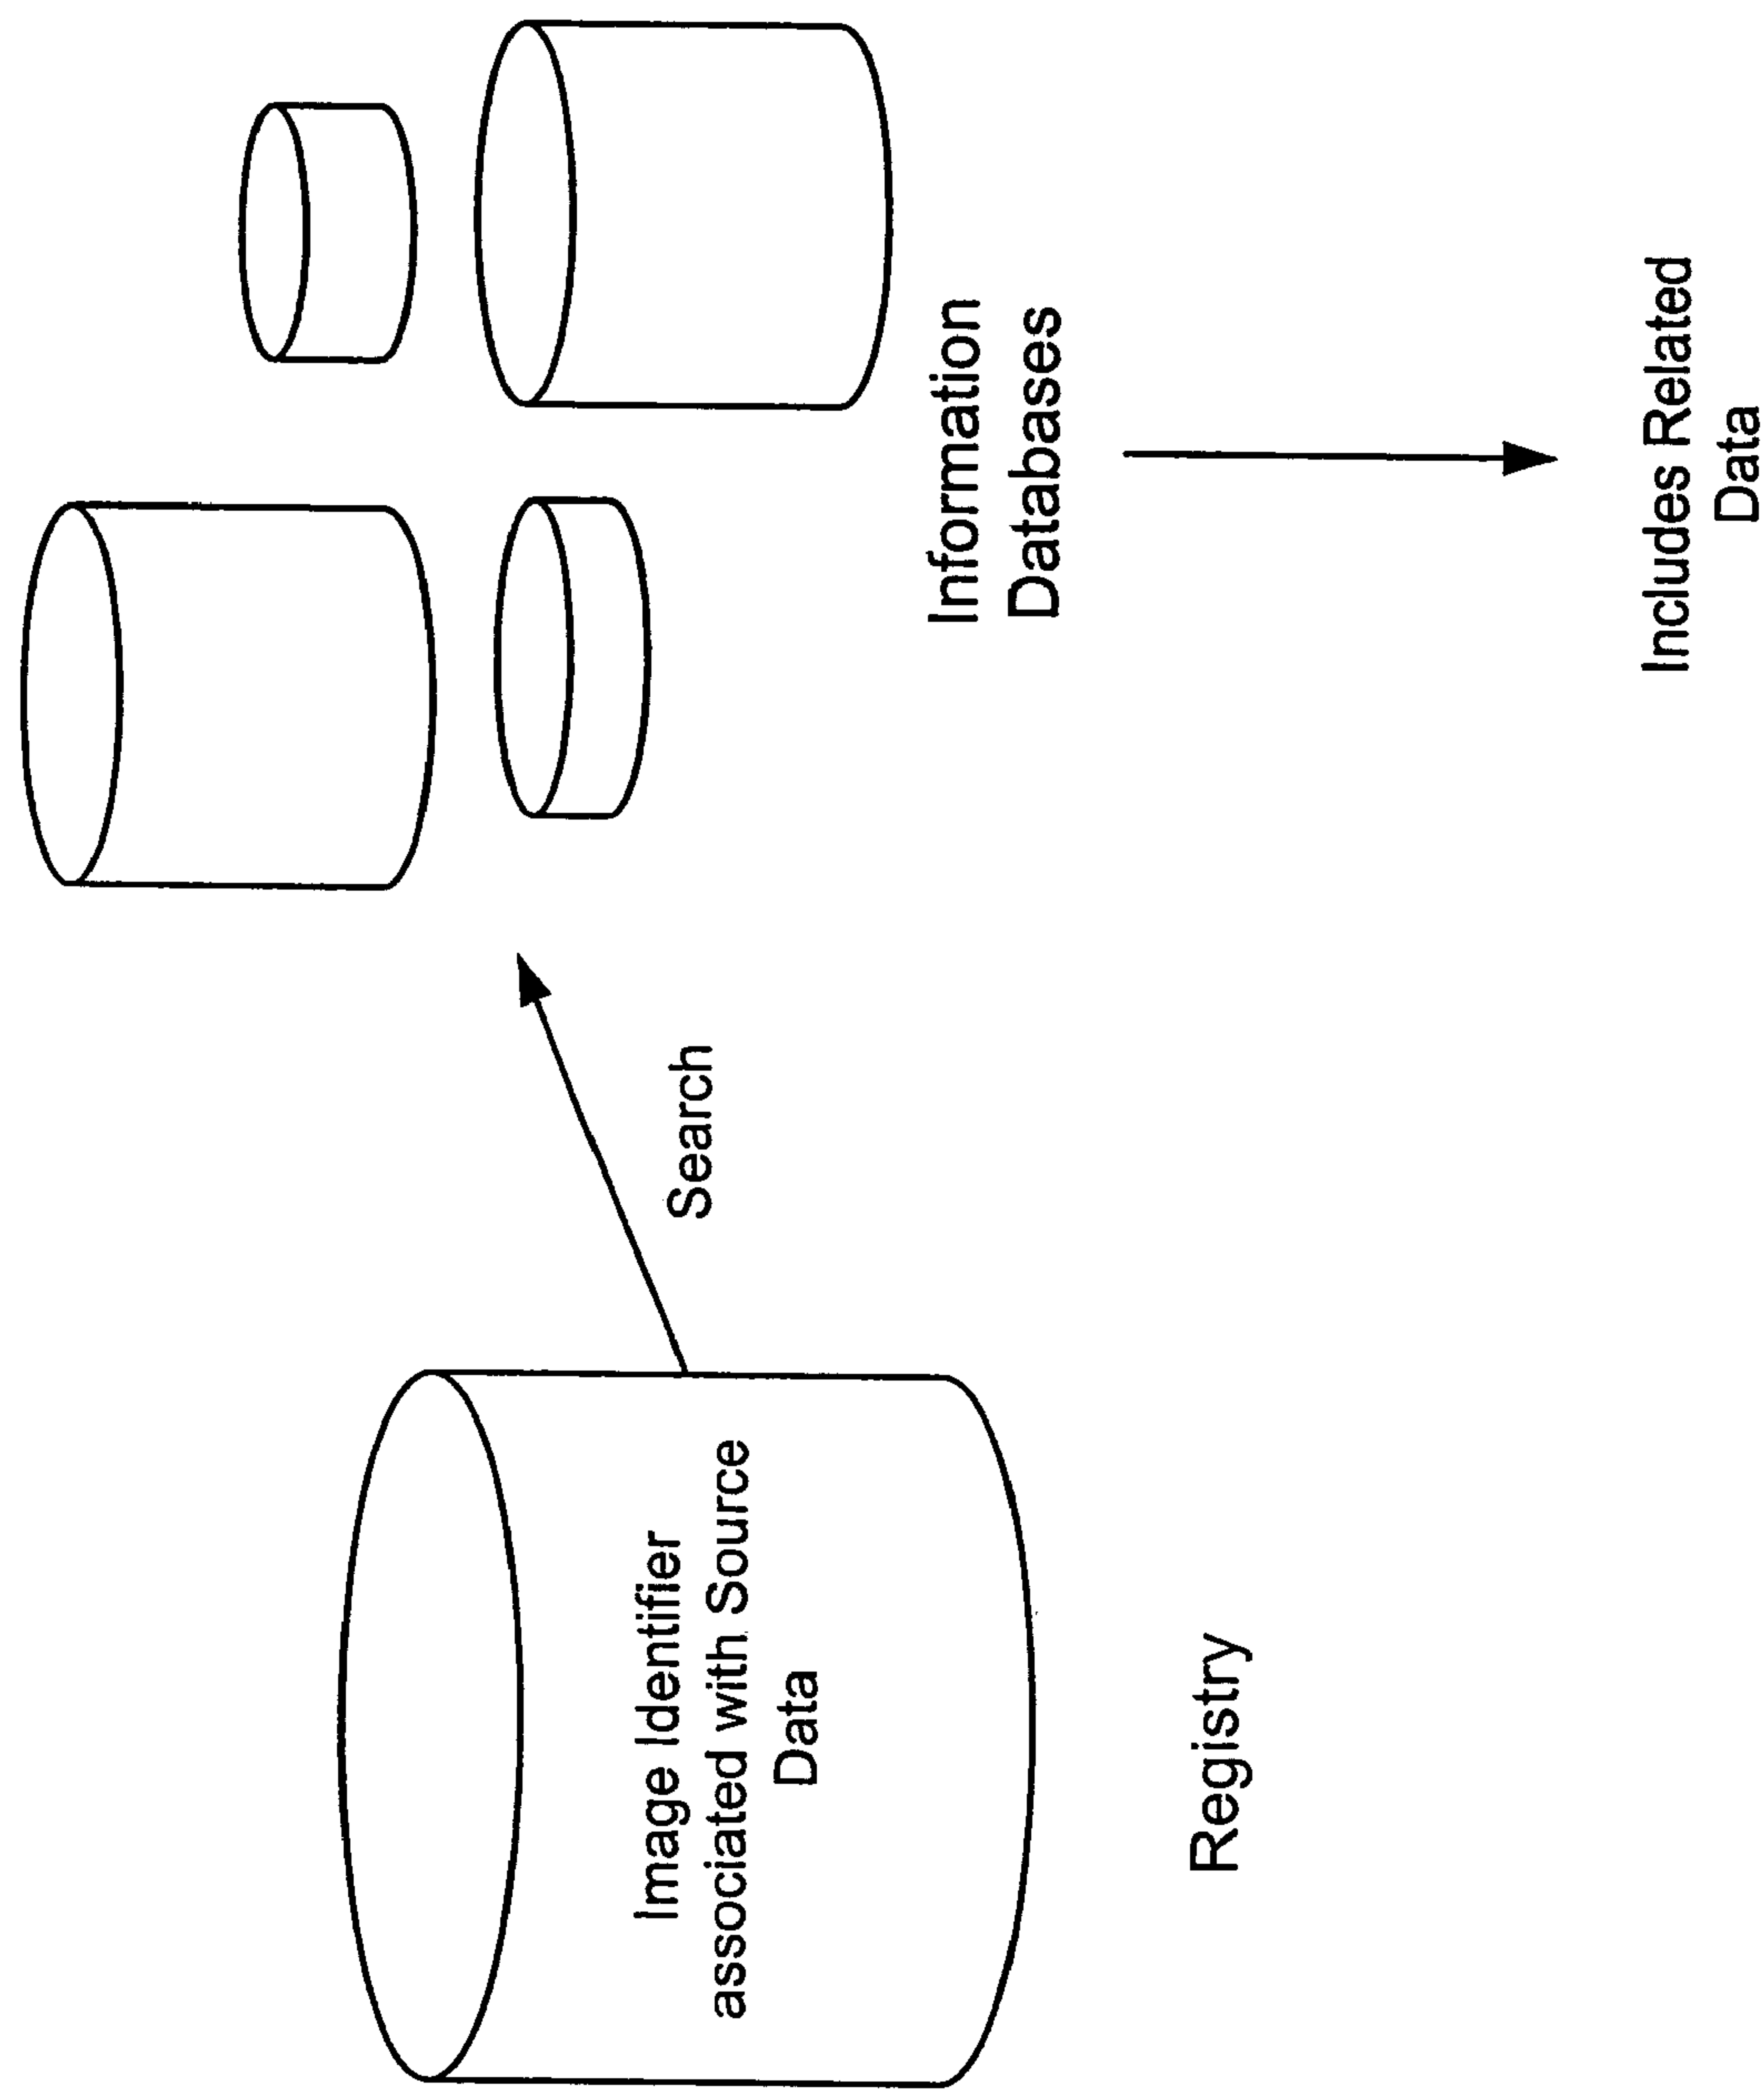 Image Identifier
associated with Source
Data
Registry
Search
Information
Databases
Includes Related
Data